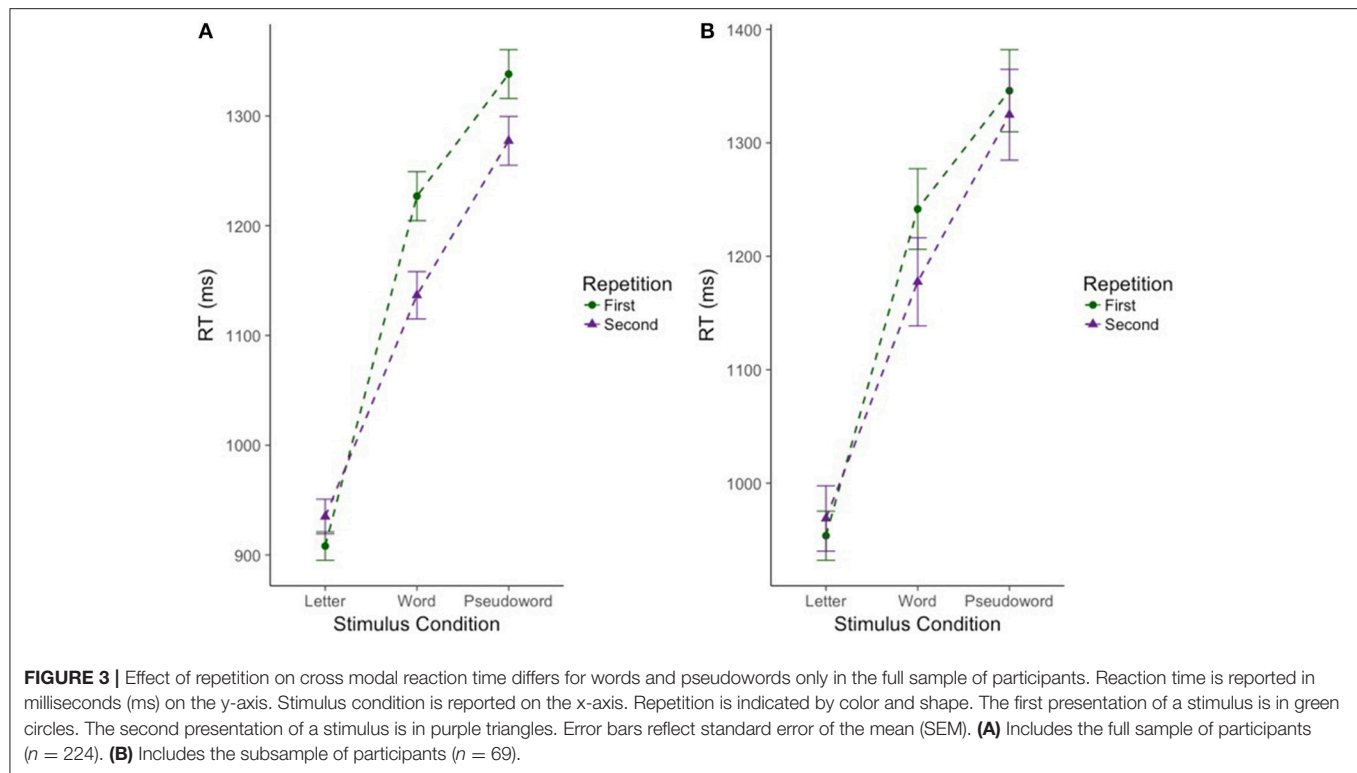 A
1300
1200
1100
1000
900
RT (ms)
Letter Word Pseudoword
Stimulus Condition
Repetition
First
Second
B
1400
1300
1200
1100
1000
RT (ms)
Letter Word Pseudoword
Stimulus Condition
Repetition
First
Second
FIGURE 3 | Effect of repetition on cross modal reaction time differs for words and pseudowords only in the full sample of participants. Reaction time is reported in
milliseconds (ms) on the y-axis. Stimulus condition is reported on the x-axis. Repetition is indicated by color and shape. The first presentation of a stimulus is in green
circles. The second presentation of a stimulus is in purple triangles. Error bars reflect standard error of the mean (SEM). (A) Includes the full sample of participants
(n = 224). (B) Includes the subsample of participants (n = 69).